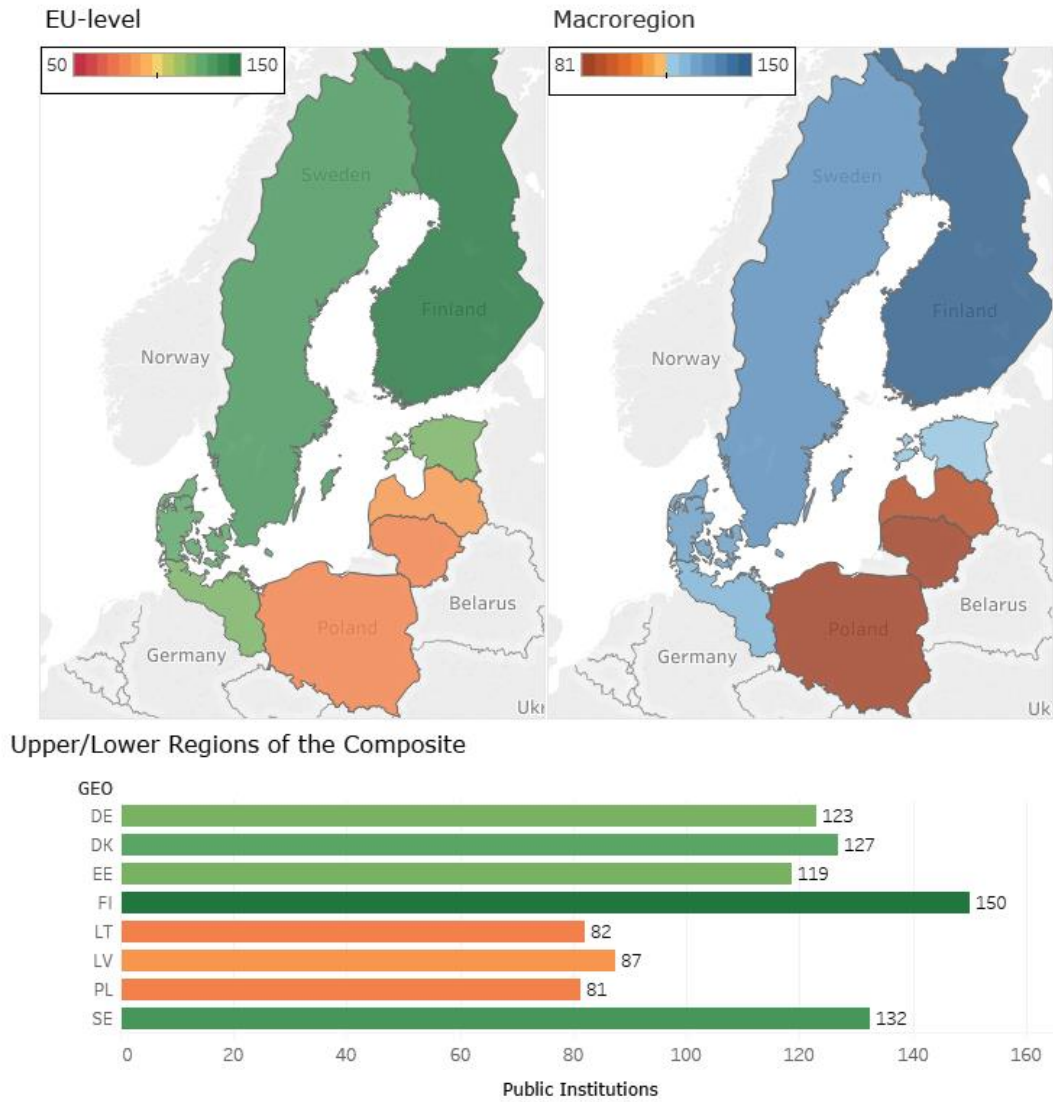 EU-level
Macroregion
50 150
81 150
Sweden
Finland
Norway
Belarus
Poland
Germany
Ukr
Sweden
Finland
Norway
Belarus
Poland
Germany
Uk
Upper/Lower Regions of the Composite
GEO
DE 123
DK 127
EE 119
FI 150
LT 82
LV 87
PL 81
SE 132
0 20 40 60 80 100 120 140 160
Public Institutions